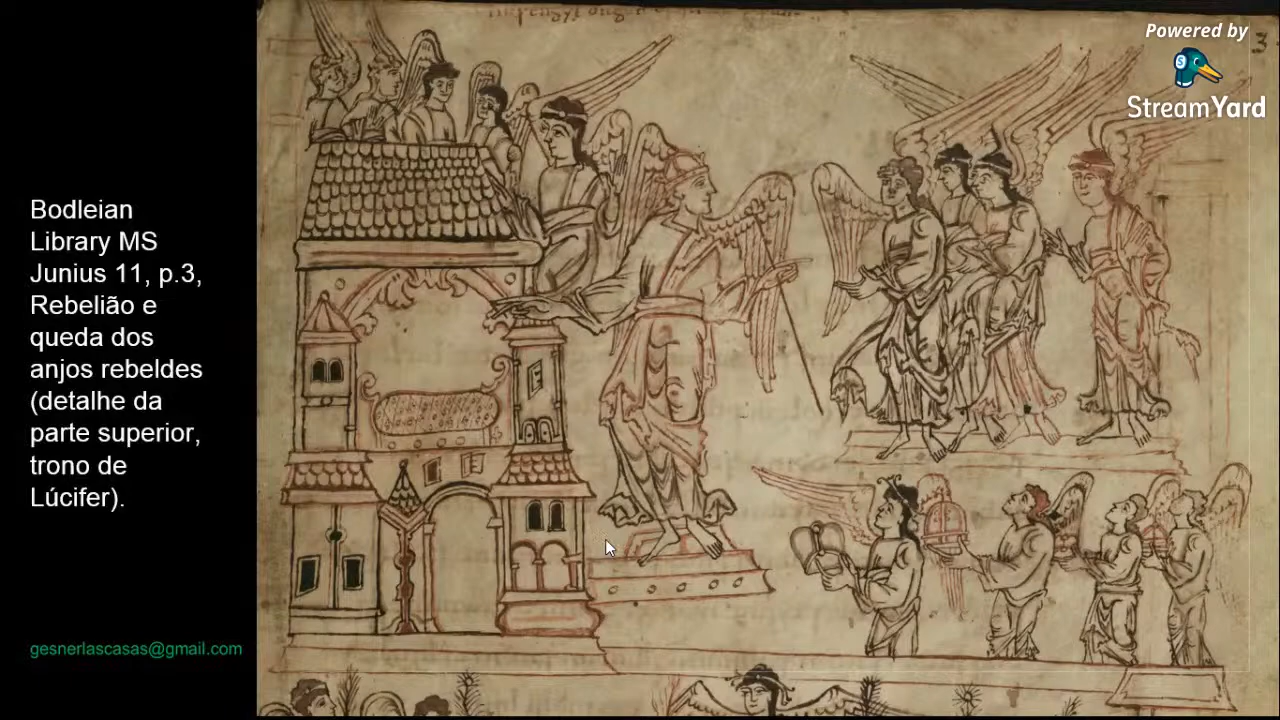 Powered by
StreamYard
3
Bodleian
Library MS
Junius 11, p.3,
Rebelião e
queda dos
anjos rebeldes
(detalhe da
parte superior,
trono de
Lúcifer).
gesnerlascasas@gmail.com